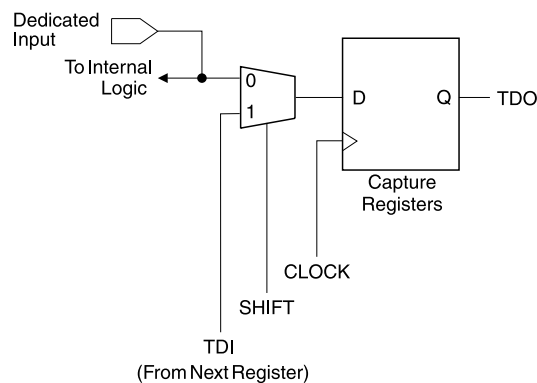 Dedicated
Input
To Internal
Logic
0
1
D
Q
TDO
Capture
Registers
CLOCK
SHIFT
TDI
(From Next Register)